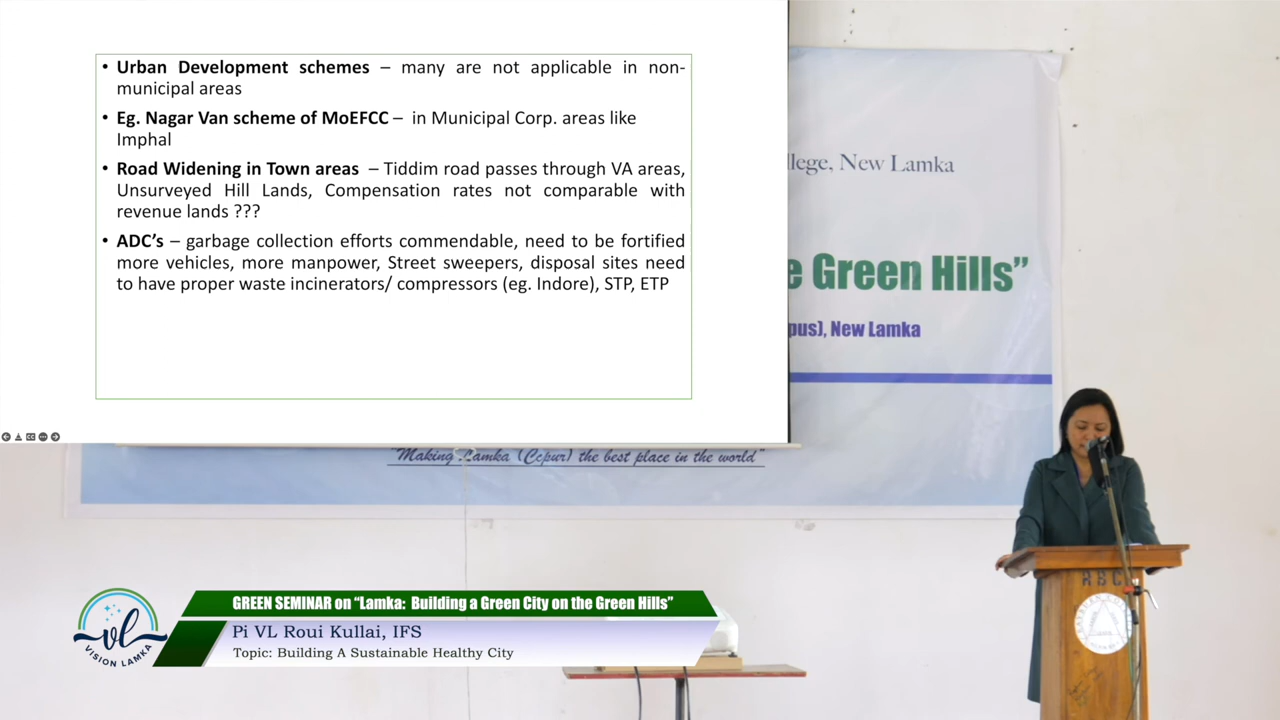 • Urban Development schemes – many are not applicable in non-
municipal areas
• Eg. Nagar Van scheme of MoEFCC – in Municipal Corp. areas like
Imphal
• Road Widening in Town areas – Tiddim road passes through VA areas,
Unsurveyed Hill Lands, Compensation rates not comparable with
revenue lands ???
• ADC’s – garbage collection efforts commendable, need to be fortified
more vehicles, more manpower, Street sweepers, disposal sites need
to have proper waste incinerators/ compressors (eg. Indore), STP, ETP
llege, New Lamka
e Green Hills”
pus), New Lamka
"Making Lamka (Ccpur) the best place in the world"
GREEN SEMINAR on “Lamka: Building a Green City on the Green Hills”
Pi VL Roui Kullai, IFS
Topic: Building A Sustainable Healthy City
vl
VISION LAMKA
RBC